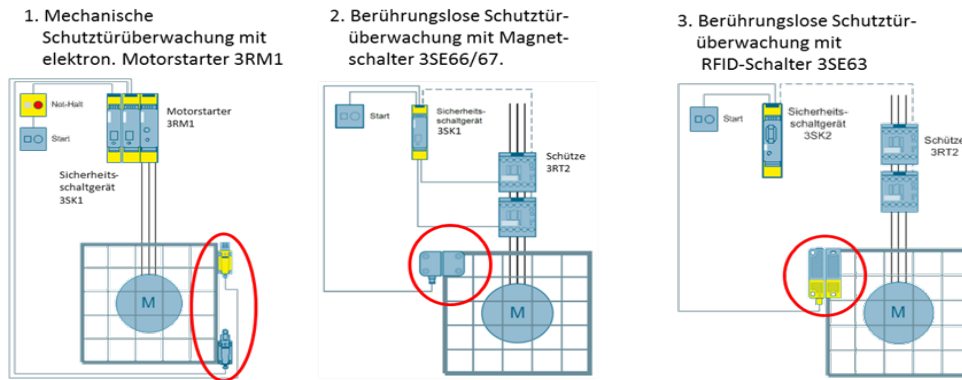 1. Mechanische
Schutztürüberwachung mit
elektron. Motorstarter 3RM1
Not-Halt
Start
Motorstarter
3RM1
Sicherheits-
schaltgerät
3SK1
M
2. Berührungslose Schutztür-
überwachung mit Magnet-
schalter 3SE66/67.
Start
Sicherheits-
schaltgerät
3SK1
Schütze
3RT2
M
3. Berührungslose Schutztür-
überwachung mit
RFID-Schalter 3SE63
Start
Sicherheits-
schaltgerät
3SK2
Schütze
3RT2
M